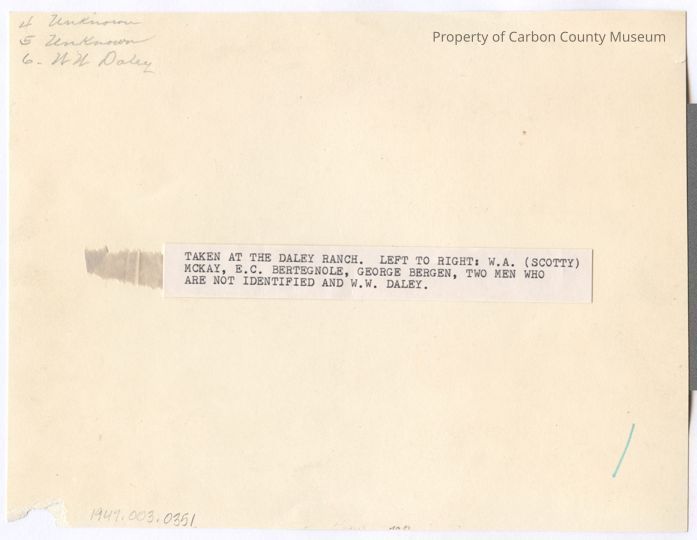 4 Unknown
5 Unknown
6. W W Daley
Property of Carbon County Museum
TAKEN AT THE DALEY RANCH. LEFT TO RIGHT: W.A. (SCOTTY)
MCKAY, E.C. BERTEGNOLE, GEORGE BERGEN, TWO MEN WHO
ARE NOT IDENTIFIED AND W.W. DALEY.
1947.003.0351